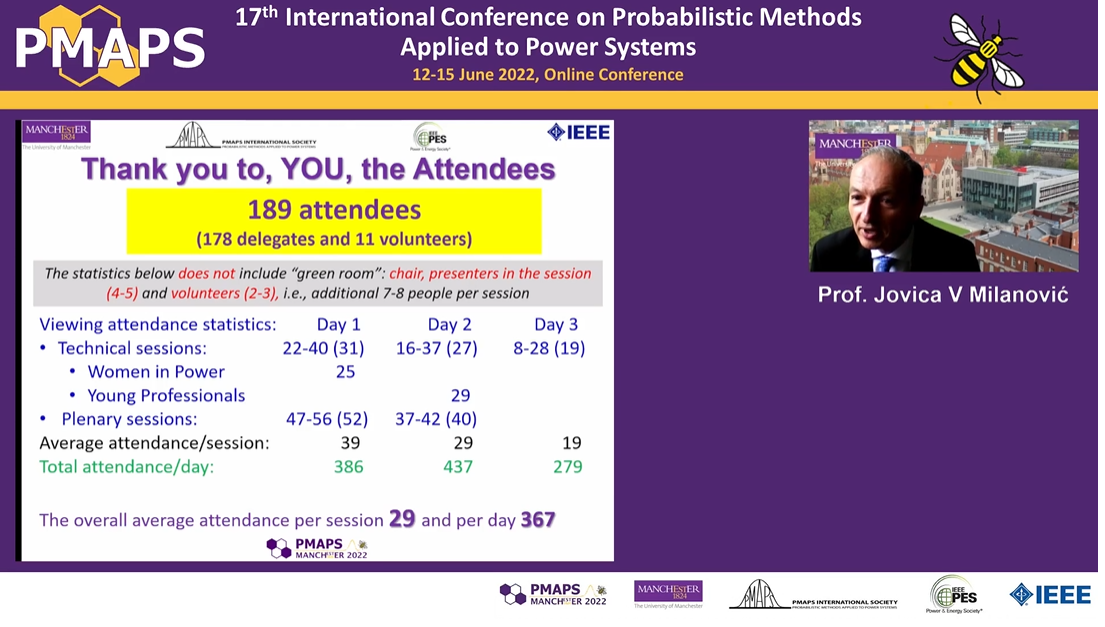 PMAPS
17th International Conference on Probabilistic Methods
Applied to Power Systems
12-15 June 2022, Online Conference
MANCHESTER
1824
The University of Manchester
PMAPS INTERNATIONAL SOCIETY
PROBABILISTIC METHODS APPLIED TO POWER SYSTEMS
IEEE
PES
Power & Energy Society®
IEEE
Thank you to, YOU, the Attendees
189 attendees
(178 delegates and 11 volunteers)
The statistics below does not include “green room”: chair, presenters in the session
(4-5) and volunteers (2-3), i.e., additional 7-8 people per session
Viewing attendance statistics: Day 1 Day 2 Day 3
• Technical sessions: 22-40 (31) 16-37 (27) 8-28 (19)
• Women in Power 25
• Young Professionals 29
• Plenary sessions: 47-56 (52) 37-42 (40)
Average attendance/session: 39 29 19
Total attendance/day: 386 437 279
The overall average attendance per session 29 and per day 367
PMAPS
MANCHESTER 2022
MANCHESTER
Prof. Jovica V Milanović
PMAPS
MANCHESTER 2022
MANCHESTER
1824
The University of Manchester
PMAPS INTERNATIONAL SOCIETY
PROBABILISTIC METHODS APPLIED TO POWER SYSTEMS
IEEE
PES
Power & Energy Society®
IEEE